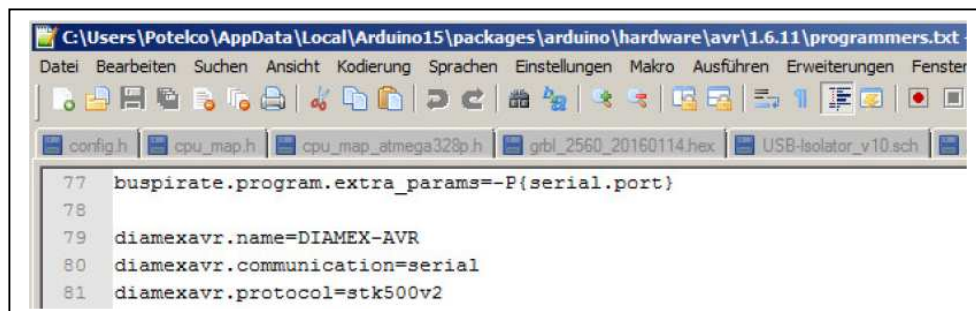 C:\Users\Potelco\AppData\Local\Arduino15\packages\arduino\hardware\avr\1.6.11\programmers.txt -
Datei Bearbeiten Suchen Ansicht Kodierung Sprachen Einstellungen Makro Ausführen Erweiterungen Fenster
config.h cpu_map.h cpu_map_atmega328p.h grbl_2560_20160114.hex USB-Isolator_v10.sch
77 buspirate.program.extra_params=-P{serial.port}
78
79 diamexavr.name=DIAMEX-AVR
80 diamexavr.communication=serial
81 diamexavr.protocol=stk500v2